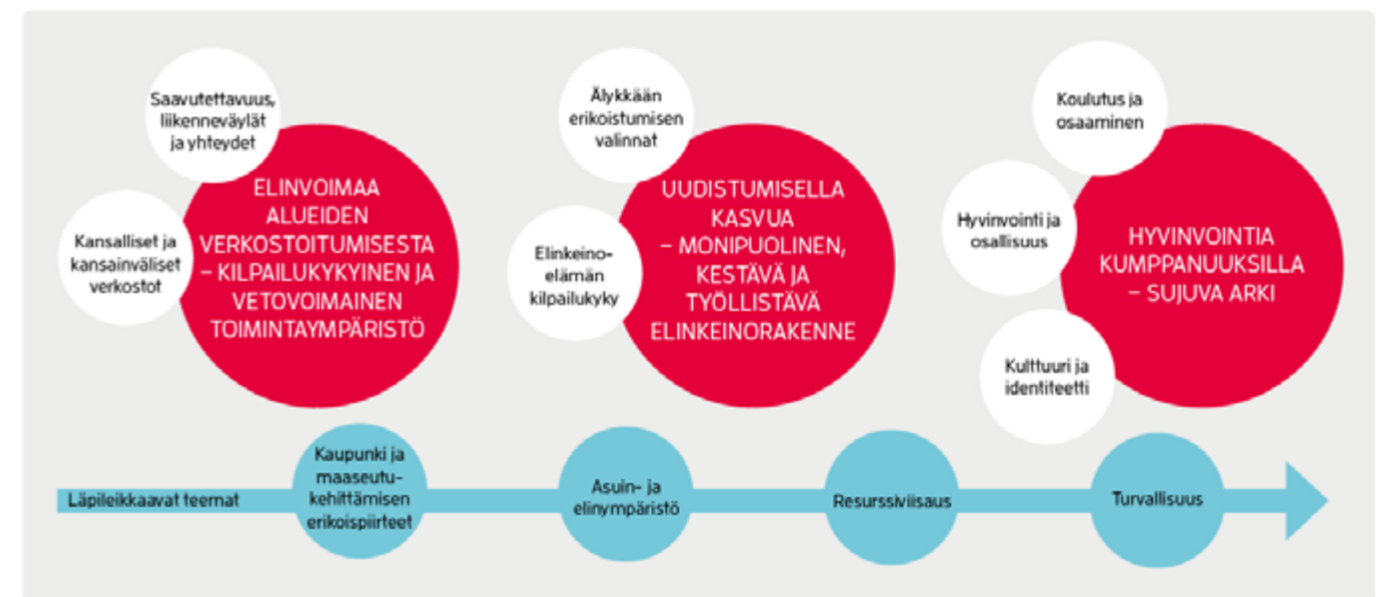 Saavutettavuus,
liikenneväylät
ja yhteydet
Kansalliset ja
kansainväliset
verkostot
ELINVOIMAA
ALUEIDEN
VERKOSTOITUMISESTA
– KILPAILUKYKYINEN JA
VETOVOIMAINEN
TOIMINTAYMPÄRISTÖ
Älykkään
erikoistumisen
valinnat
Elinkeino-
elämän
kilpailukyky
UUDISTUMISELLA
KASVUA
– MONIPUOLINEN,
KESTÄVÄ JA
TYÖLLISTÄVÄ
ELINKEINORAKENNE
Koulutus ja
osaaminen
Hyvinvointi ja
osallisuus
Kulttuuri ja
identiteetti
HYVINVOINTIA
KUMPPANUUKSILLA
– SUJUVA ARKI
Läpileikkaavat teemat
Kaupunki ja
maaseutu-
kehittämisen
erikoispiirteet
Asuin- ja
elinympäristö
Resurssiviisaus
Turvallisuus